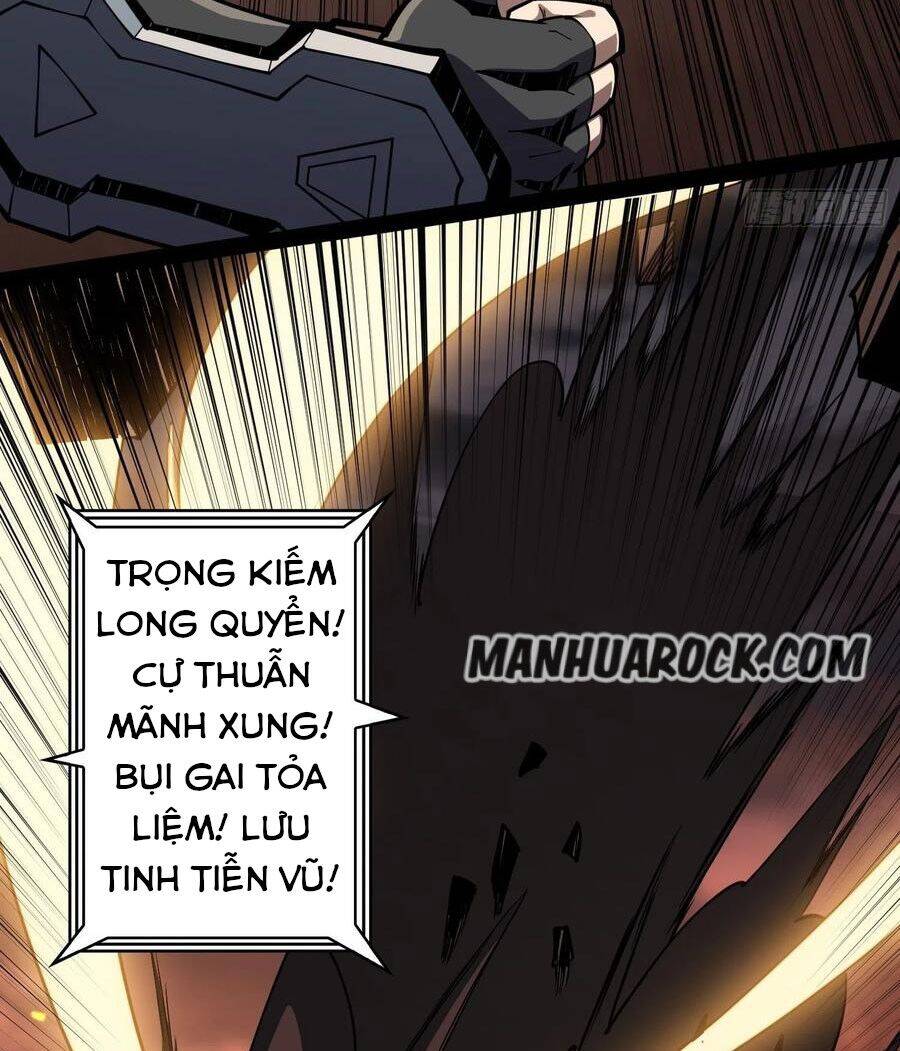 TRỌNG KIẾM
LONG QUYỂN!
CỰ THUẪN
MÃNH XUNG!
BỤI GAI TỎA
LIỆM! LƯU
TINH TIỄN VŨ!
MANHUAROCK.COM